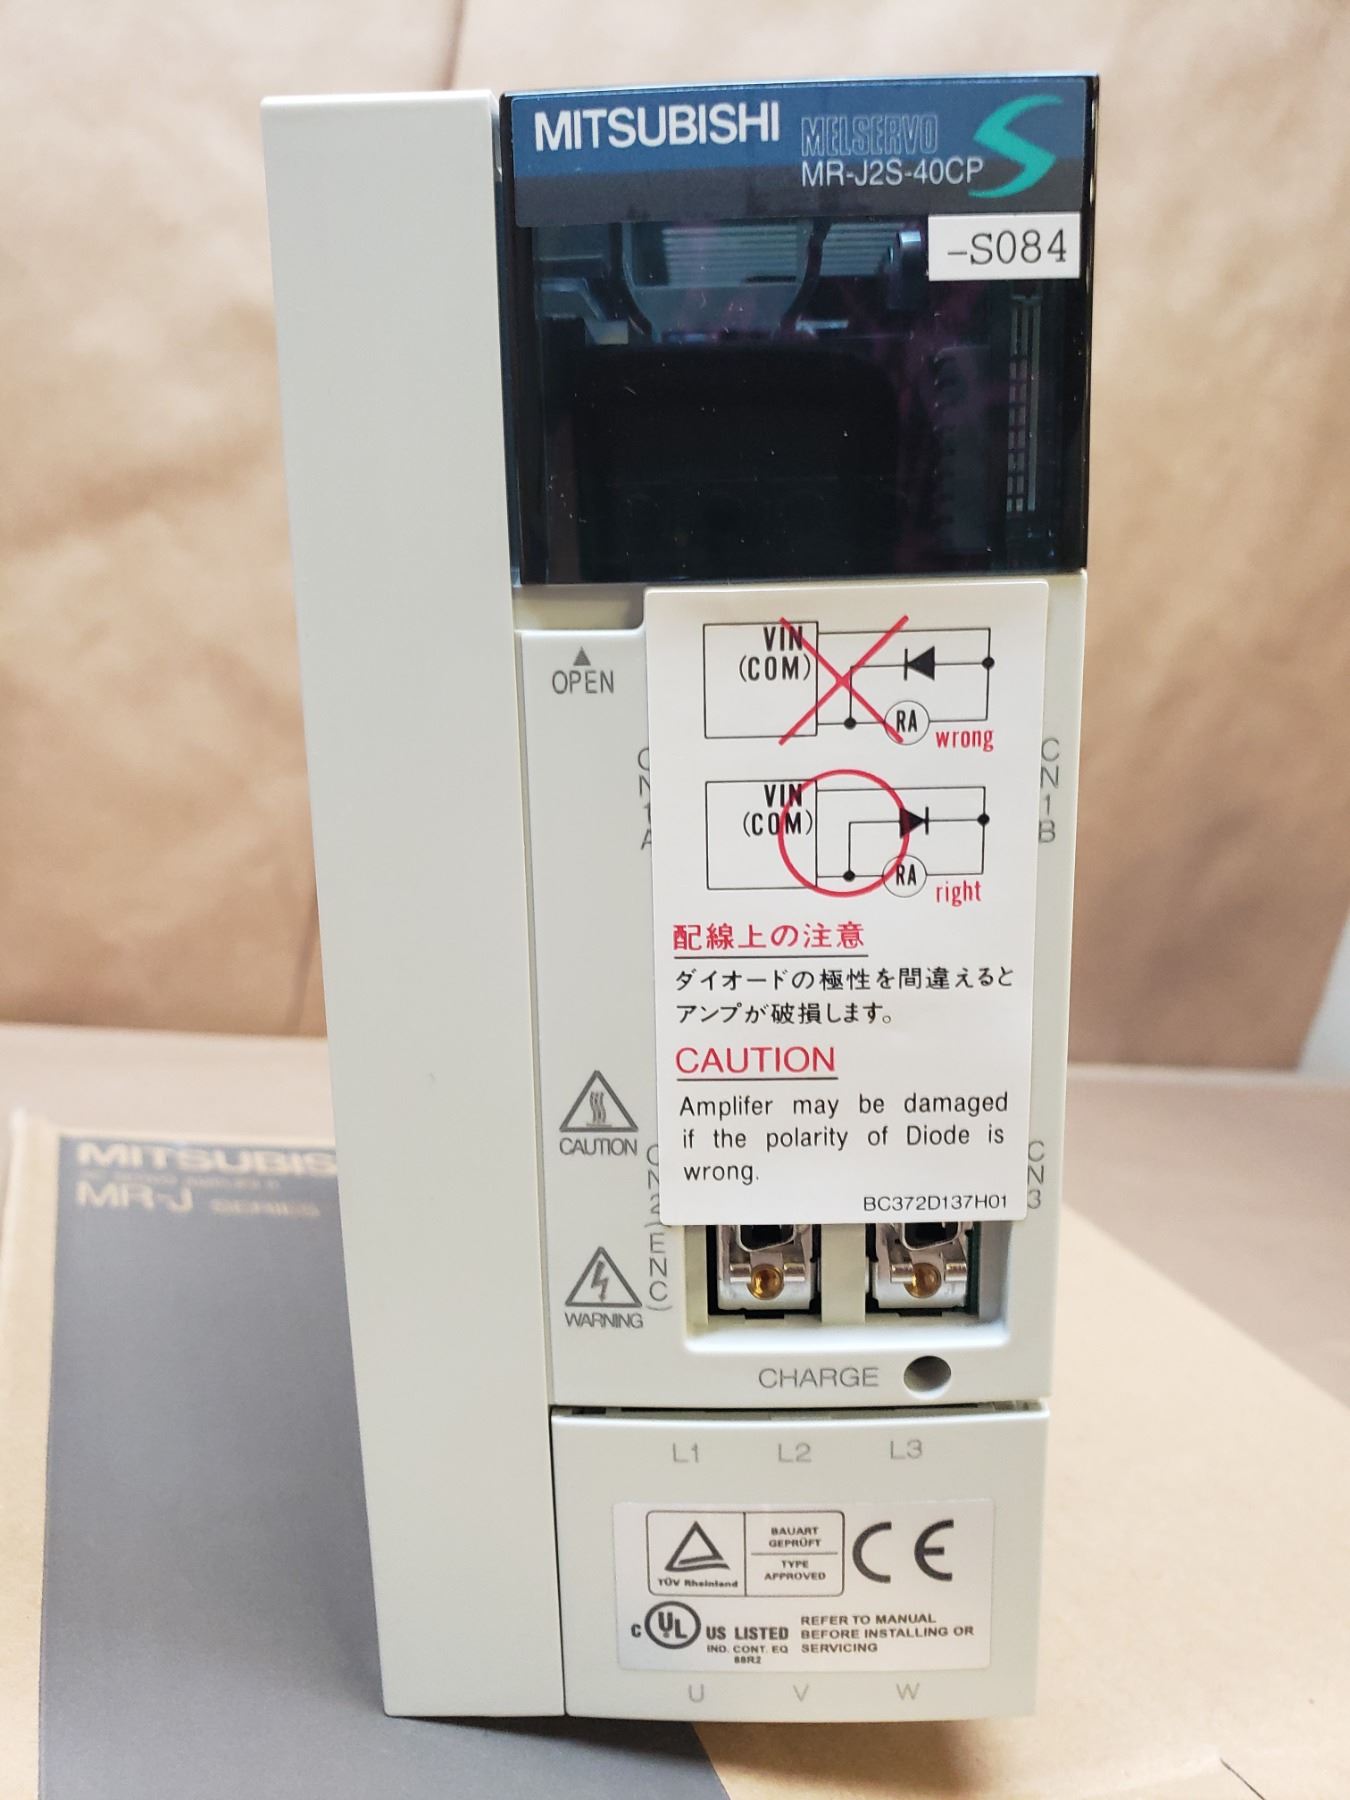 MITSUBISHI
MELSERVO
MR-J2S-40CP
-S084
OPEN
VIN
(COM)
RA
wrong
VIN
(COM)
RA
right
CN1A
CN1B
配線上の注意
ダイオードの極性を間違えると
アンプが破損します。
CAUTION
Amplifer may be damaged
if the polarity of Diode is
wrong.
BC372D137H01
CAUTION
CN2(ENC)
CN3
WARNING
CHARGE
L1 L2 L3
TÜV Rheinland
BAUART
GEPRÜFT
TYPE
APPROVED
CE
c UL US LISTED
IND. CONT. EQ
88R2
REFER TO MANUAL
BEFORE INSTALLING OR
SERVICING
U V W
MITSUBIS
MR-J SERIES